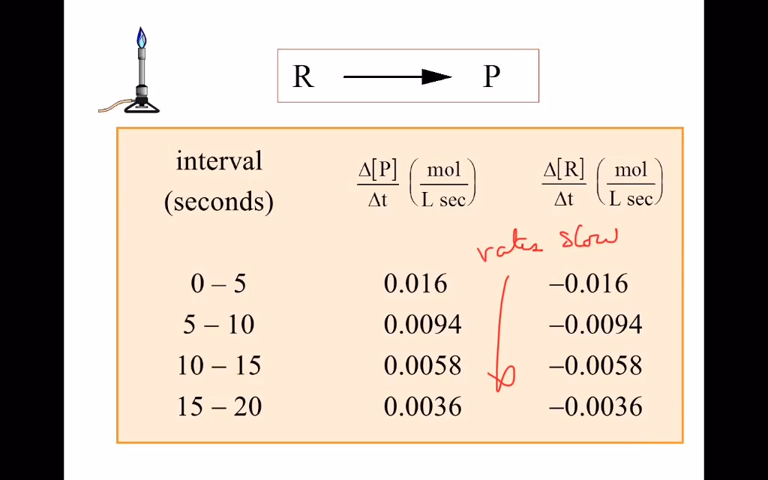 R → P
interval (seconds) Δ[P]/Δt (mol/L sec) Δ[R]/Δt (mol/L sec)
rates slow
0 – 5 0.016 –0.016
5 – 10 0.0094 –0.0094
10 – 15 0.0058 –0.0058
15 – 20 0.0036 –0.0036